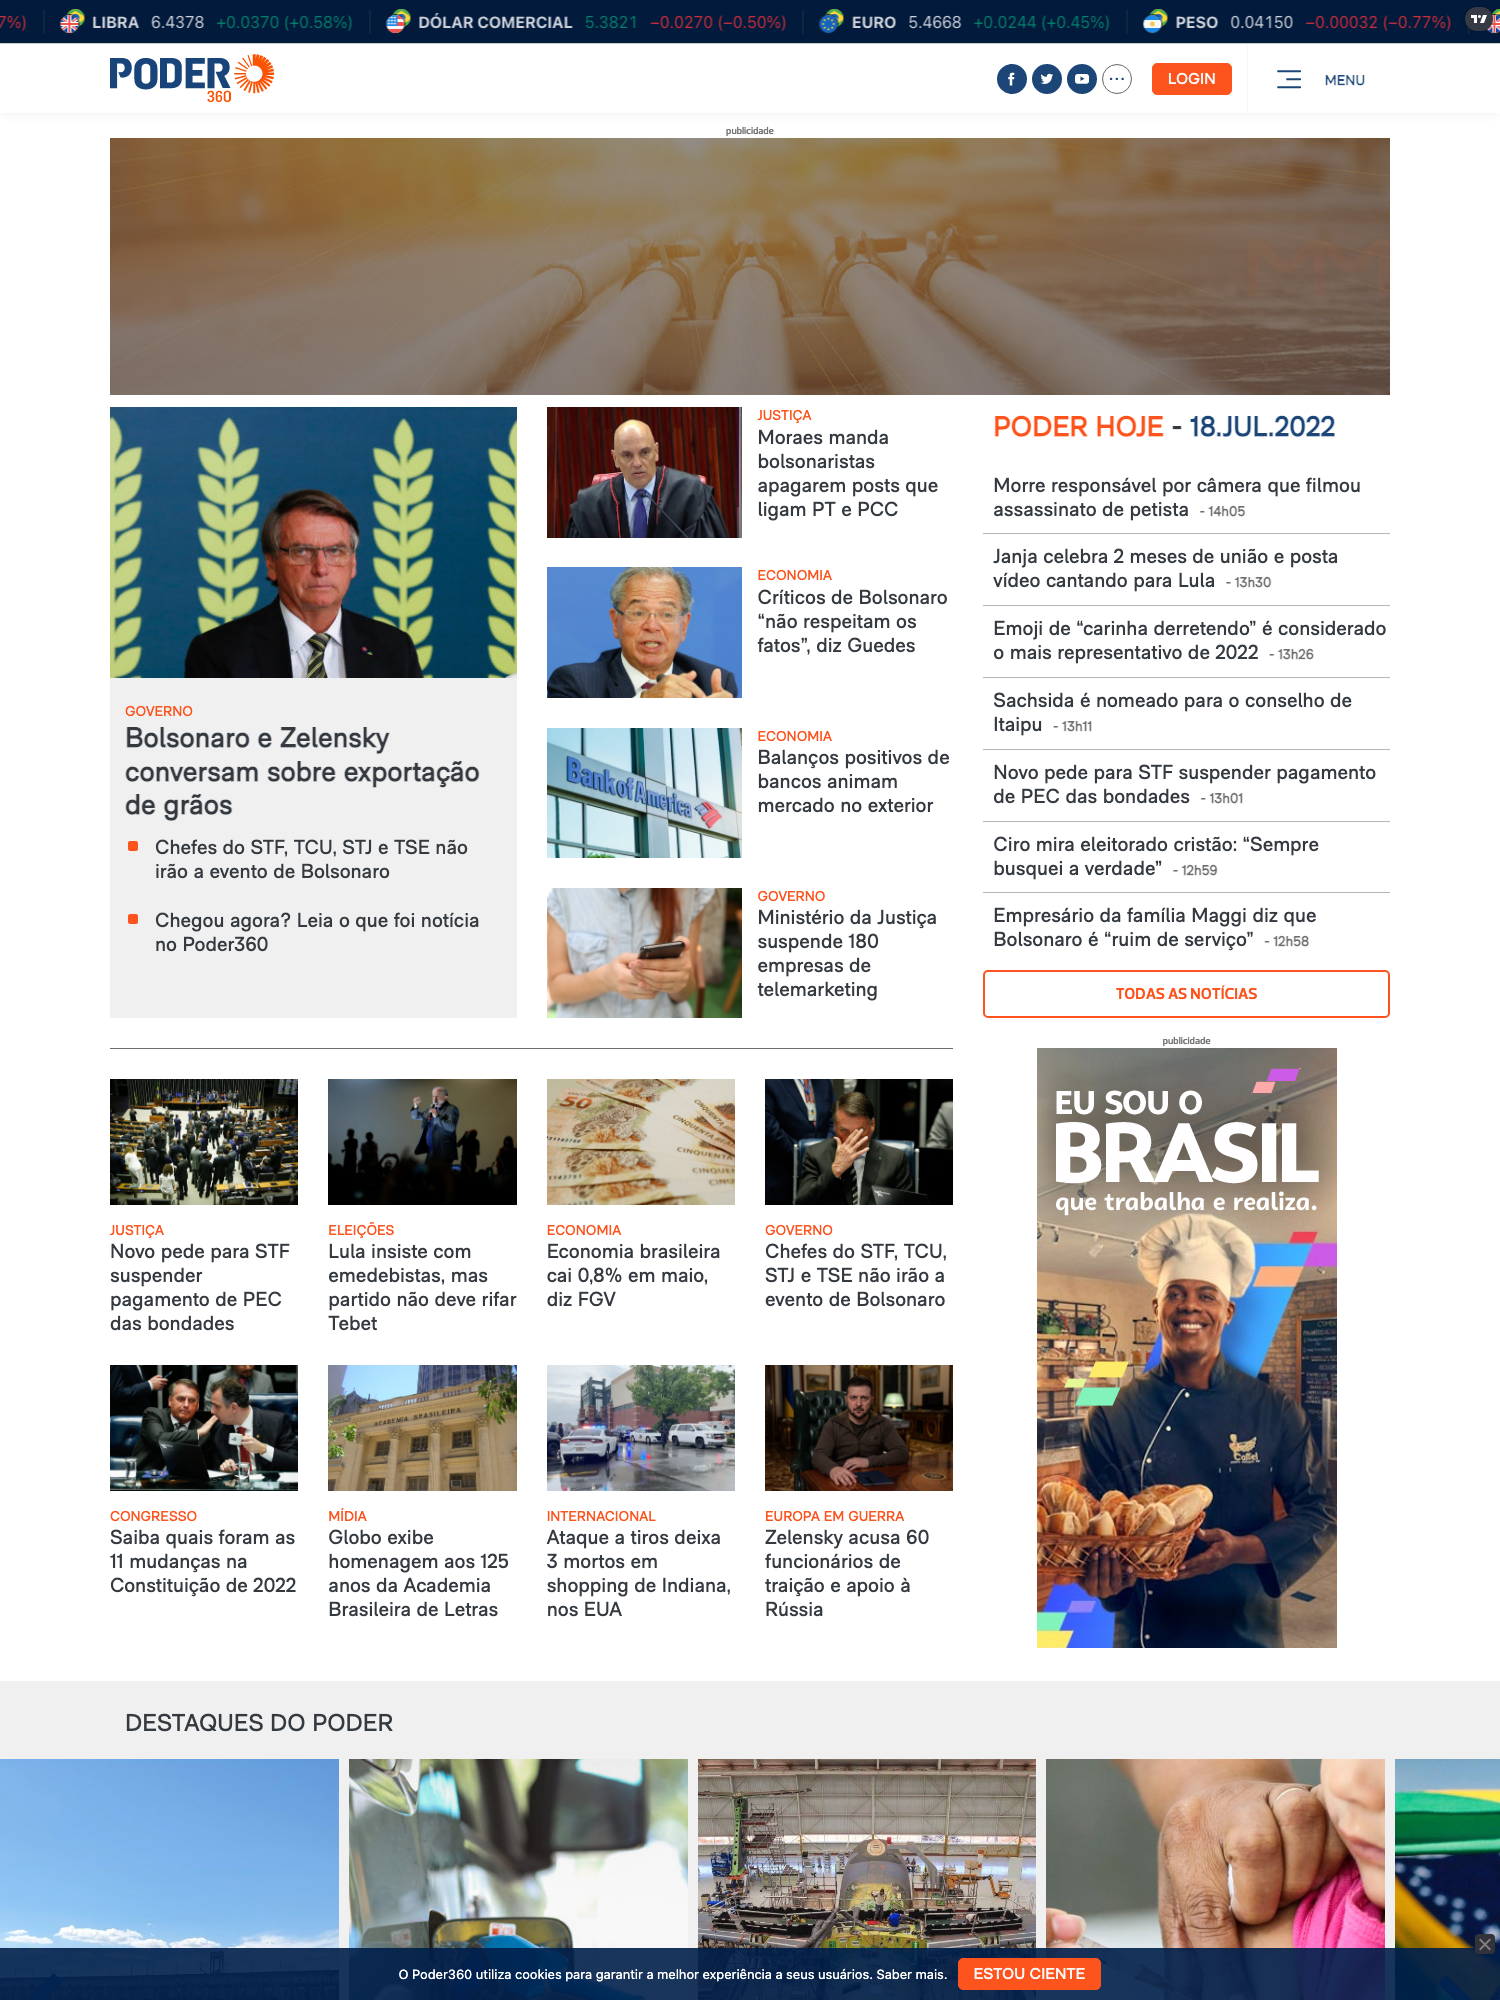 7%)
LIBRA 6.4378 +0.0370 (+0.58%)
DÓLAR COMERCIAL 5.3821 −0.0270 (−0.50%)
EURO 5.4668 +0.0244 (+0.45%)
PESO 0.04150 −0.00032 (−0.77%)
PODER
360
LOGIN
MENU
publicidade
JUSTIÇA
Moraes manda
bolsonaristas
apagarem posts que
ligam PT e PCC
ECONOMIA
Críticos de Bolsonaro
“não respeitam os
fatos”, diz Guedes
GOVERNO
Bolsonaro e Zelensky
conversam sobre exportação
de grãos
Chefes do STF, TCU, STJ e TSE não
irão a evento de Bolsonaro
Chegou agora? Leia o que foi notícia
no Poder360
Bank of America
ECONOMIA
Balanços positivos de
bancos animam
mercado no exterior
GOVERNO
Ministério da Justiça
suspende 180
empresas de
telemarketing
PODER HOJE - 18.JUL.2022
Morre responsável por câmera que filmou
assassinato de petista - 14h05
Janja celebra 2 meses de união e posta
vídeo cantando para Lula - 13h30
Emoji de “carinha derretendo” é considerado
o mais representativo de 2022 - 13h26
Sachsida é nomeado para o conselho de
Itaipu - 13h11
Novo pede para STF suspender pagamento
de PEC das bondades - 13h01
Ciro mira eleitorado cristão: “Sempre
busquei a verdade” - 12h59
Empresário da família Maggi diz que
Bolsonaro é “ruim de serviço” - 12h58
TODAS AS NOTÍCIAS
publicidade
EU SOU O
BRASIL
que trabalha e realiza.
Callel
50
CINQUENTA
JUSTIÇA
Novo pede para STF
suspender
pagamento de PEC
das bondades
ELEIÇÕES
Lula insiste com
emedebistas, mas
partido não deve rifar
Tebet
ECONOMIA
Economia brasileira
cai 0,8% em maio,
diz FGV
GOVERNO
Chefes do STF, TCU,
STJ e TSE não irão a
evento de Bolsonaro
ACADEMIA BRASILEIRA
CONGRESSO
Saiba quais foram as
11 mudanças na
Constituição de 2022
MÍDIA
Globo exibe
homenagem aos 125
anos da Academia
Brasileira de Letras
INTERNACIONAL
Ataque a tiros deixa
3 mortos em
shopping de Indiana,
nos EUA
EUROPA EM GUERRA
Zelensky acusa 60
funcionários de
traição e apoio à
Rússia
DESTAQUES DO PODER
O Poder360 utiliza cookies para garantir a melhor experiência a seus usuários. Saber mais.
ESTOU CIENTE